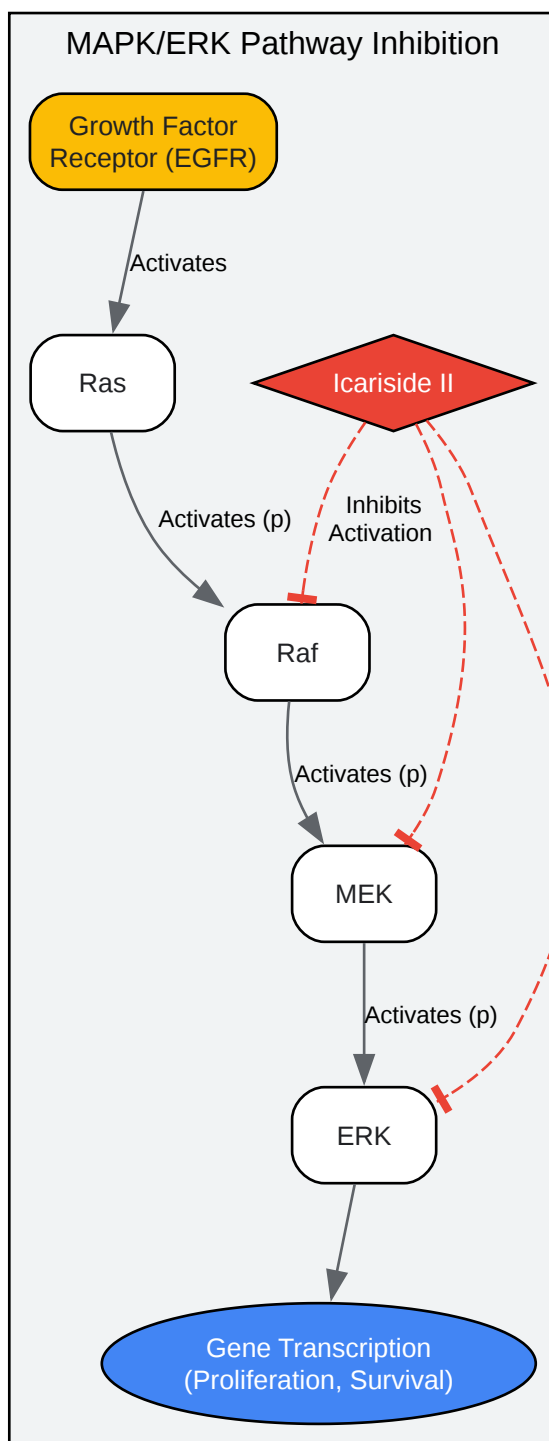 MAPK/ERK Pathway Inhibition
Growth Factor
Receptor (EGFR)
Activates
Ras
Icariside II
Activates (p)
Inhibits
Activation
Raf
Activates (p)
MEK
Activates (p)
ERK
Gene Transcription
(Proliferation, Survival)